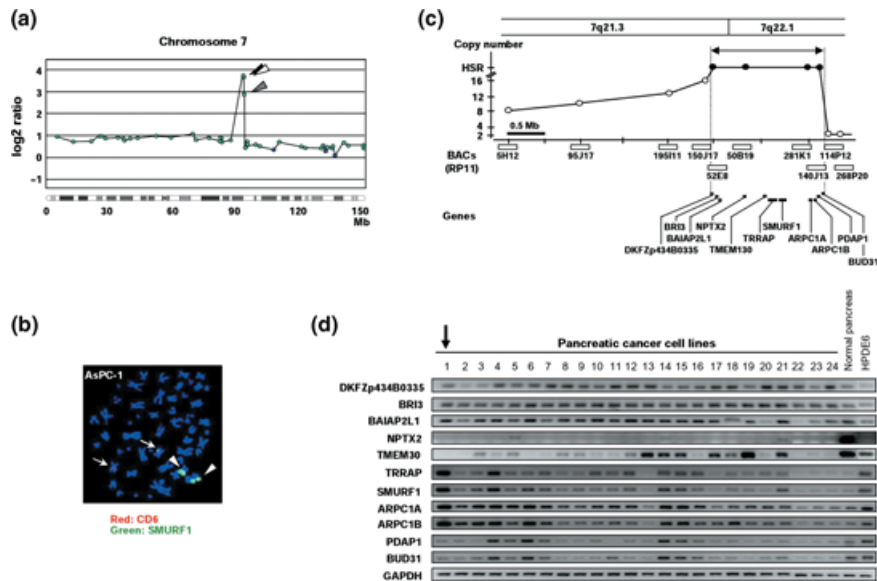 (a)
Chromosome 7
log2 ratio
4
3
2
1
0
−1
0 30 60 90 120 150
Mb
(b)
AsPC-1
Red: CD6
Green: SMURF1
(c)
7q21.3 7q22.1
Copy number
HSR
16
12
8
4
2
0.5 Mb
BACs
(RP11)
5H12 95J17 195I11 150J17 50B19 281K1 114P12
52E8 140J13 268P20
Genes
BRI3 NPTX2 SMURF1 ARPC1A PDAP1
BAIAP2L1 TRRAP ARPC1B
DKFZp434B0335 TMEM130 BUD31
(d)
Pancreatic cancer cell lines
Normal pancreas
HPDE6
1 2 3 4 5 6 7 8 9 10 11 12 13 14 15 16 17 18 19 20 21 22 23 24
DKFZp434B0335
BRI3
BAIAP2L1
NPTX2
TMEM30
TRRAP
SMURF1
ARPC1A
ARPC1B
PDAP1
BUD31
GAPDH